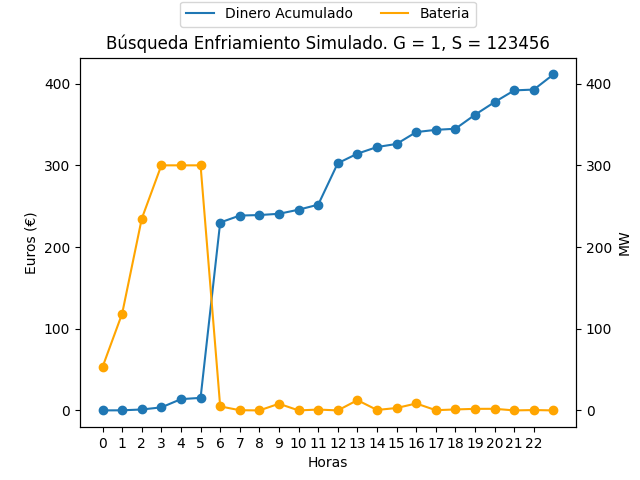 Dinero Acumulado Bateria
Búsqueda Enfriamiento Simulado. G = 1, S = 123456
400 400
300 300
200 200
100 100
0 0
Euros (€)
MW
0 1 2 3 4 5 6 7 8 9 10 11 12 13 14 15 16 17 18 19 20 21 22
Horas